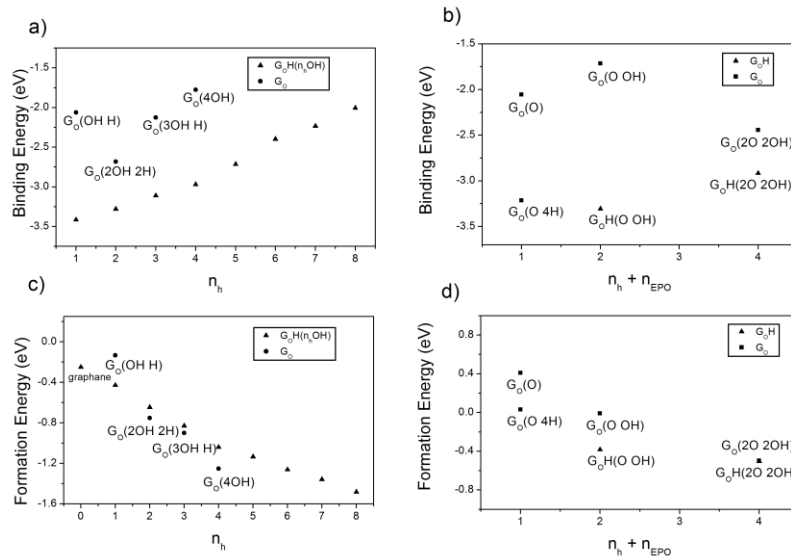 a)
Binding Energy (eV)
-1.5
-2.0
-2.5
-3.0
-3.5
G_OH(n_hOH)
G_O
G_O(OH H)
G_O(2OH 2H)
G_O(3OH H)
G_O(4OH)
1 2 3 4 5 6 7 8
n_h
b)
Binding Energy (eV)
-1.5
-2.0
-2.5
-3.0
-3.5
G_OH
G_O
G_O(O)
G_O(O OH)
G_O(2O 2OH)
G_OH(2O 2OH)
G_O(O 4H)
G_OH(O OH)
1 2 3 4
n_h + n_EPO
c)
Formation Energy (eV)
0.0
-0.4
-0.8
-1.2
-1.6
G_OH(n_hOH)
G_O
graphane
G_O(OH H)
G_O(2OH 2H)
G_O(3OH H)
G_O(4OH)
0 1 2 3 4 5 6 7 8
n_h
d)
Formation Energy (eV)
0.8
0.4
0.0
-0.4
-0.8
G_OH
G_O
G_O(O)
G_O(O 4H)
G_O(O OH)
G_OH(O OH)
G_O(2O 2OH)
G_OH(2O 2OH)
1 2 3 4
n_h + n_EPO